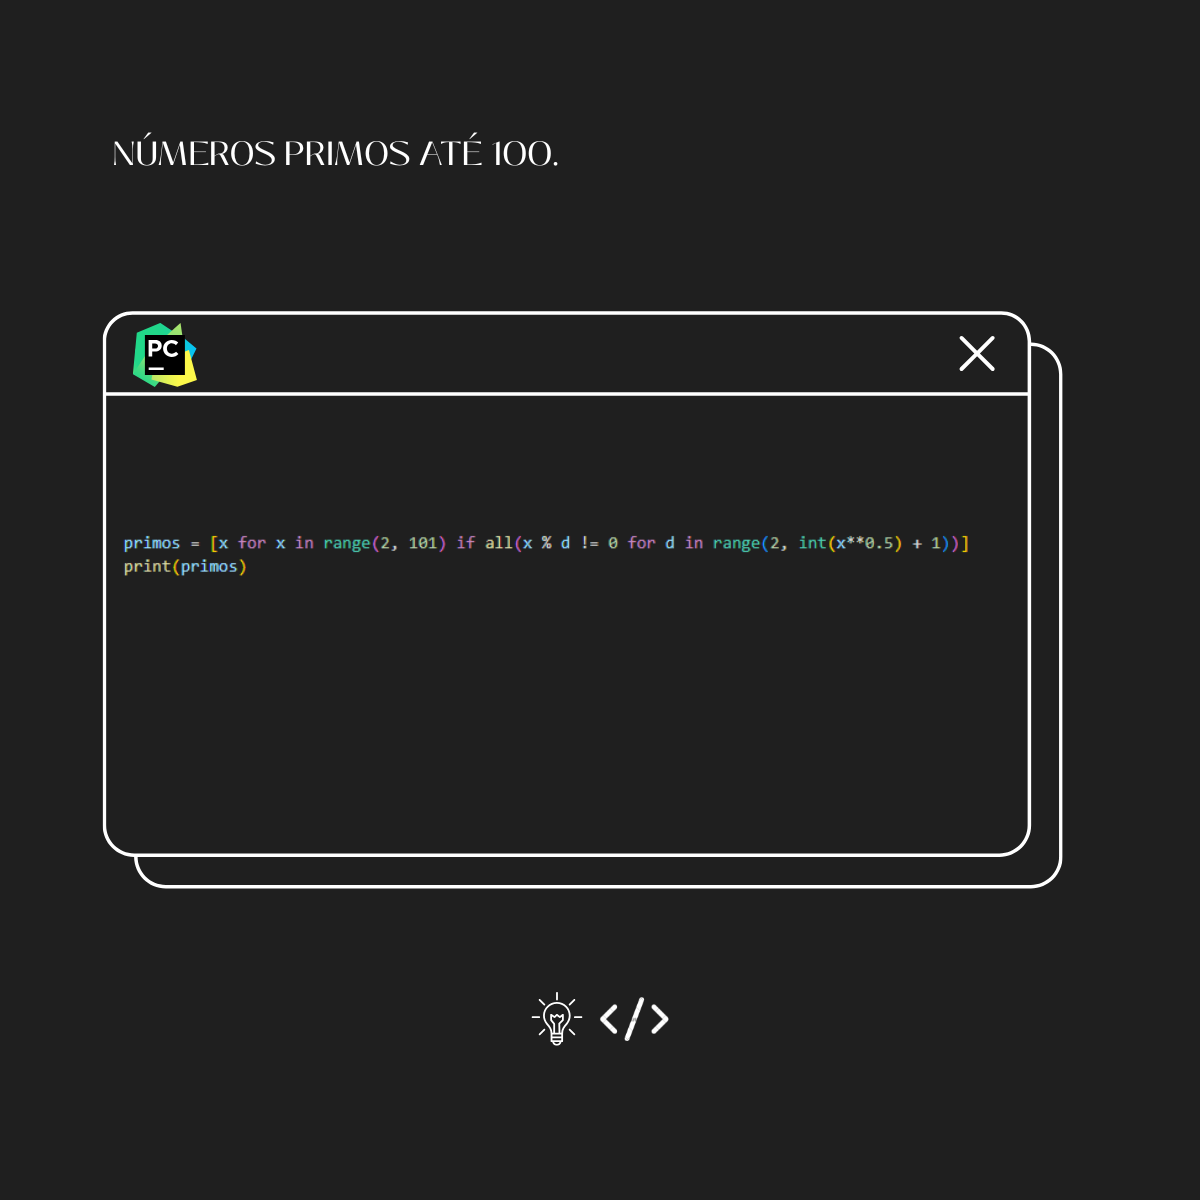 NÚMEROS PRIMOS ATÉ 100.
PC
primos = [x for x in range(2, 101) if all(x % d != 0 for d in range(2, int(x**0.5) + 1))]
print(primos)
</>